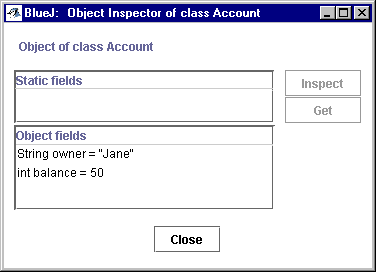 BlueJ: Object Inspector of class Account
Object of class Account
Static fields
Inspect
Get
Object fields
String owner = "Jane"
int balance = 50
Close